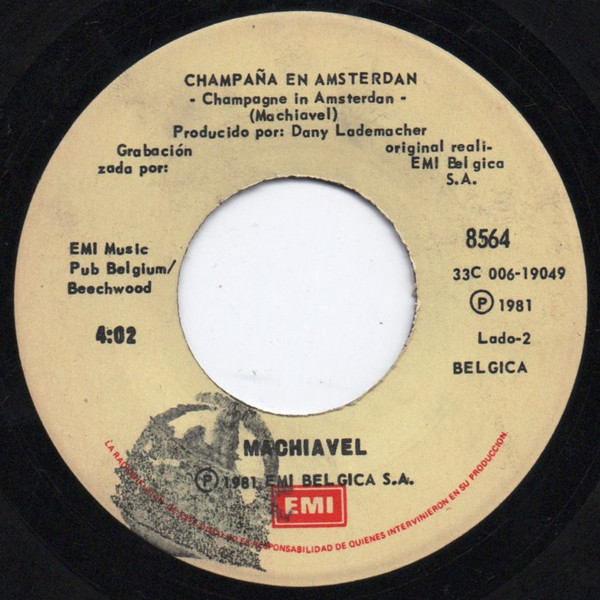 CHAMPAÑA EN AMSTERDAN
- Champagne in Amsterdan -
(Machiavel)
Producido por: Dany Lademacher
Grabación original reali-
zada por: EMI Belgica
S.A.
EMI Music
Pub Belgium/
Beechwood
4:02
8564
33C 006-19049
Ⓟ 1981
Lado-2
BELGICA
MACHIAVEL
Ⓟ 1981 EMI BELGICA S.A.
EMI
LA RESPONSABILIDAD DE QUIENES INTERVINIERON EN SU PRODUCCION